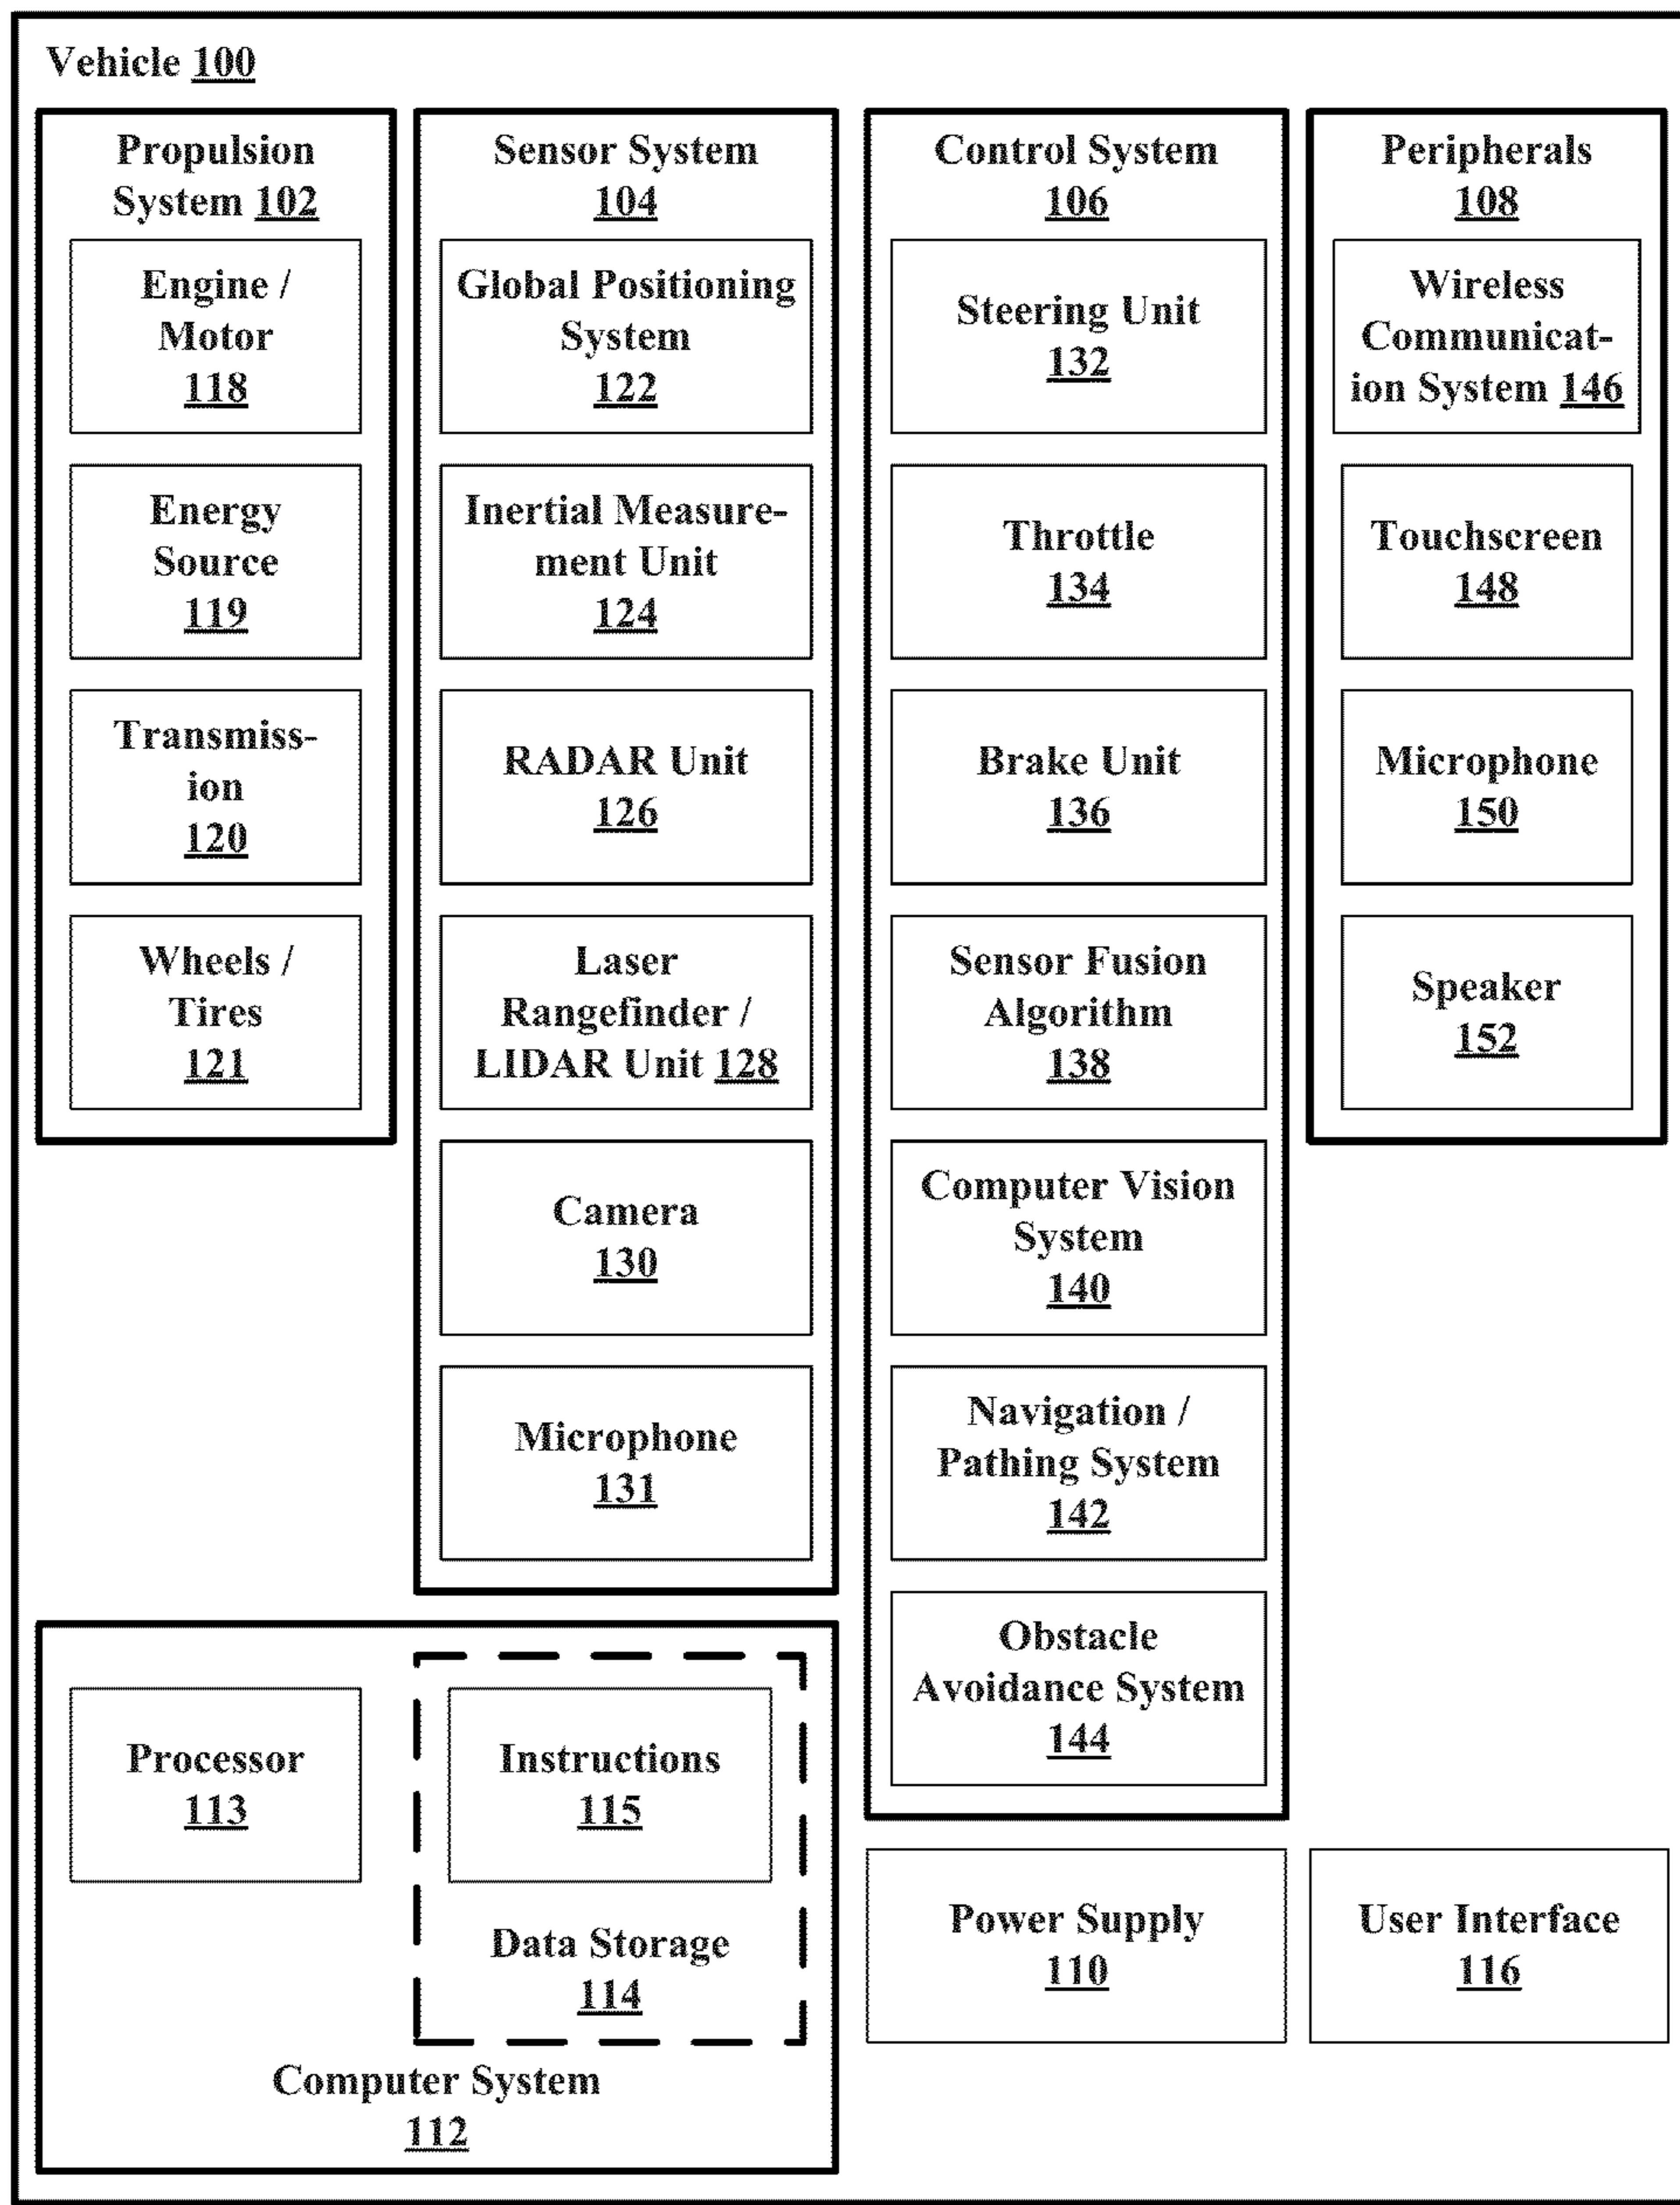 Vehicle 100
Propulsion
System 102
Engine /
Motor
118
Energy
Source
119
Transmiss-
ion
120
Wheels /
Tires
121
Sensor System
104
Global Positioning
System
122
Inertial Measure-
ment Unit
124
RADAR Unit
126
Laser
Rangefinder /
LIDAR Unit 128
Camera
130
Microphone
131
Control System
106
Steering Unit
132
Throttle
134
Brake Unit
136
Sensor Fusion
Algorithm
138
Computer Vision
System
140
Navigation /
Pathing System
142
Obstacle
Avoidance System
144
Peripherals
108
Wireless
Communicat-
ion System 146
Touchscreen
148
Microphone
150
Speaker
152
Processor
113
Instructions
115
Data Storage
114
Computer System
112
Power Supply
110
User Interface
116